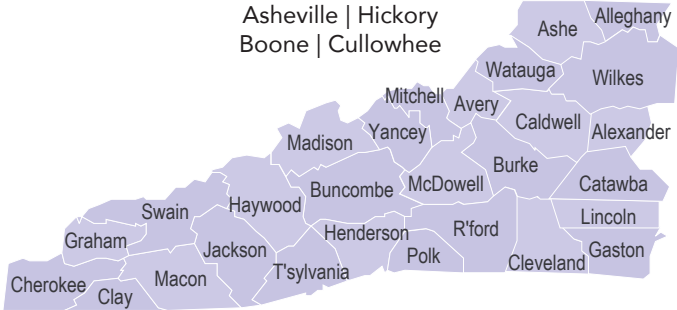 Asheville | Hickory
Boone | Cullowhee
Ashe
Alleghany
Watauga
Wilkes
Mitchell
Avery
Caldwell
Alexander
Madison
Yancey
Burke
Catawba
Buncombe
McDowell
Haywood
Swain
Lincoln
Graham
Jackson
Henderson
R'ford
Gaston
Polk
Cleveland
Cherokee
Macon
T'sylvania
Clay